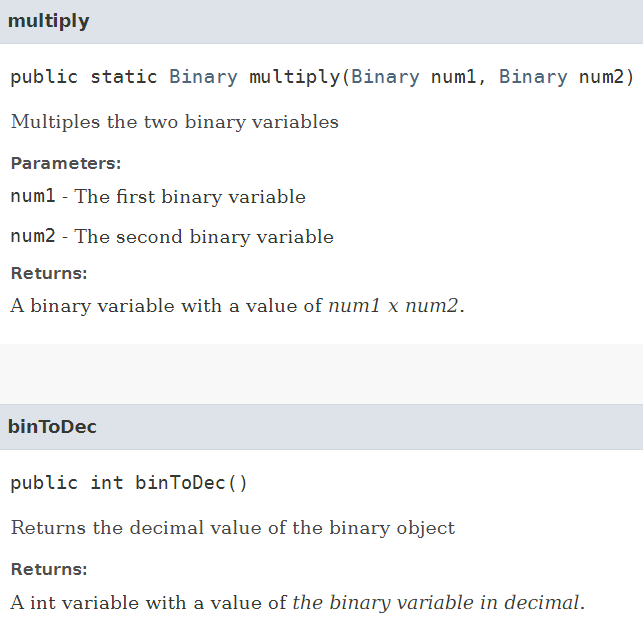 multiply
public static Binary multiply(Binary num1, Binary num2)
Multiples the two binary variables
Parameters:
num1 - The first binary variable
num2 - The second binary variable
Returns:
A binary variable with a value of num1 x num2.
binToDec
public int binToDec()
Returns the decimal value of the binary object
Returns:
A int variable with a value of the binary variable in decimal.